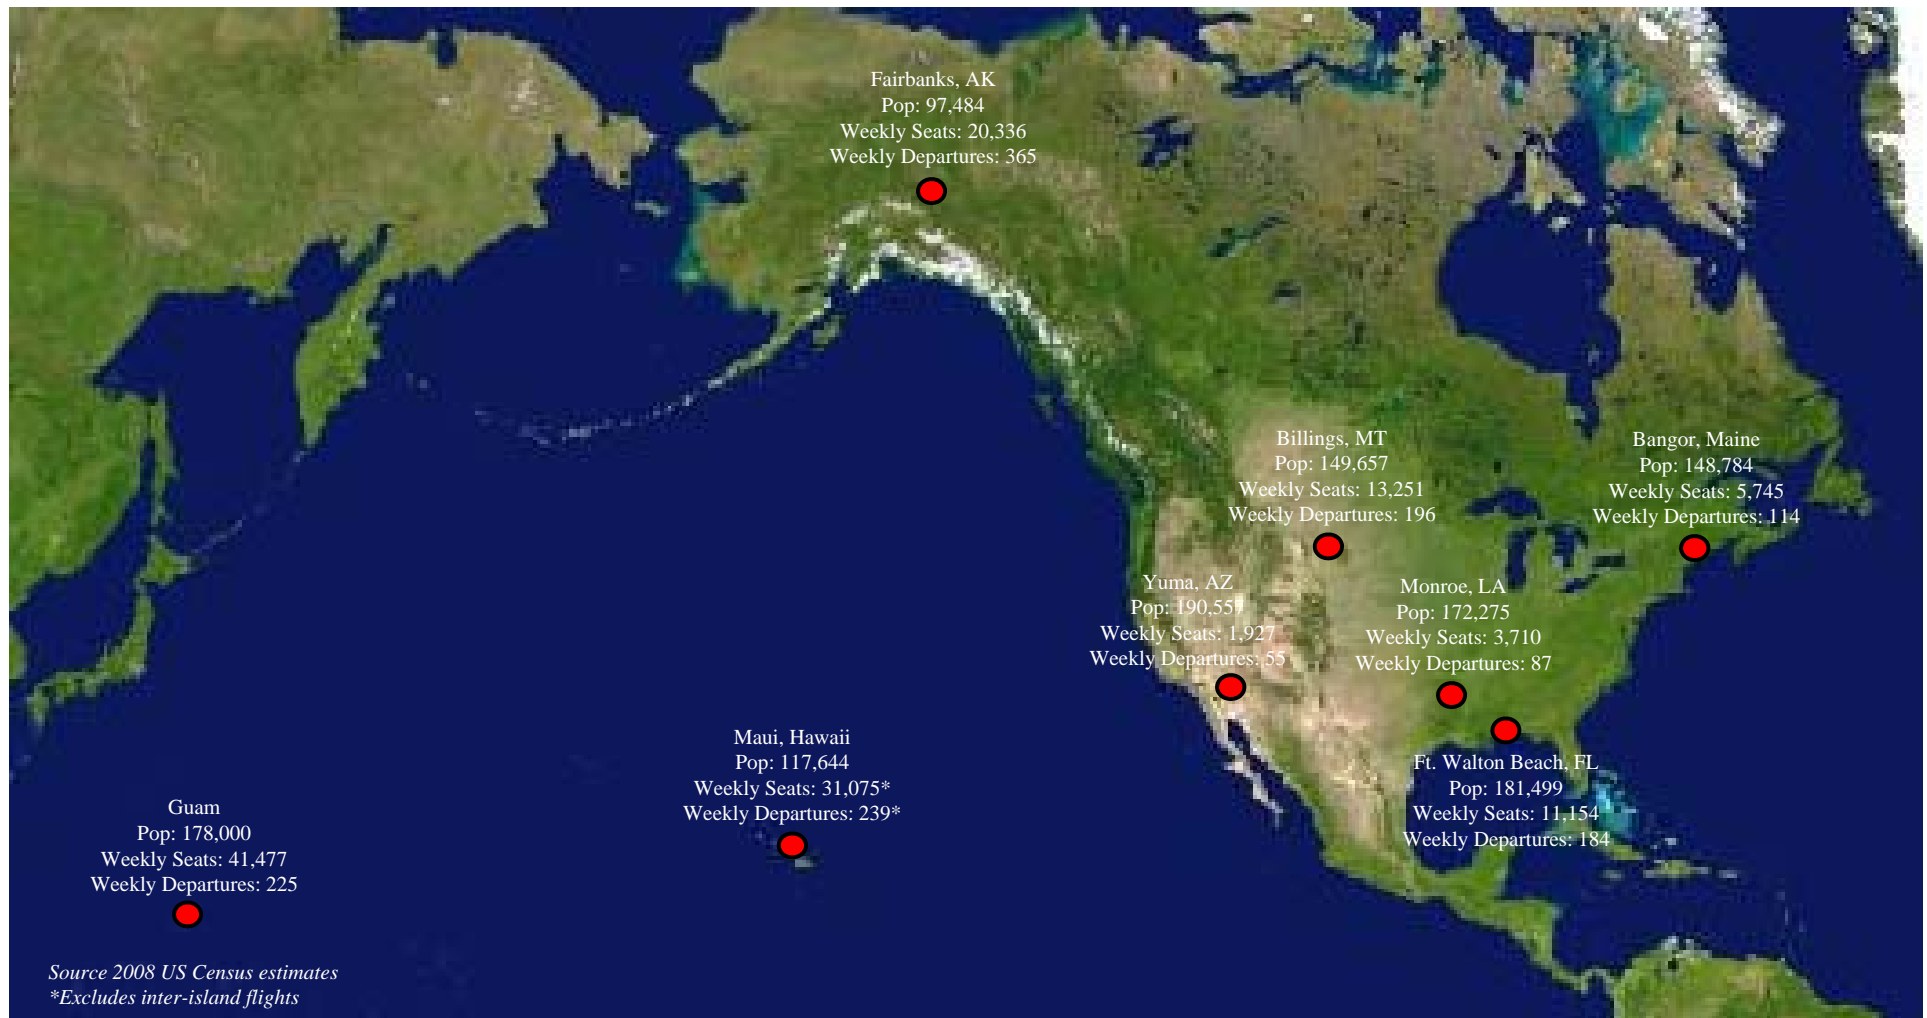 Fairbanks, AK
Pop: 97,484
Weekly Seats: 20,336
Weekly Departures: 365
Billings, MT
Pop: 149,657
Weekly Seats: 13,251
Weekly Departures: 196
Bangor, Maine
Pop: 148,784
Weekly Seats: 5,745
Weekly Departures: 114
Yuma, AZ
Pop: 190,557
Weekly Seats: 1,927
Weekly Departures: 55
Monroe, LA
Pop: 172,275
Weekly Seats: 3,710
Weekly Departures: 87
Maui, Hawaii
Pop: 117,644
Weekly Seats: 31,075*
Weekly Departures: 239*
Ft. Walton Beach, FL
Pop: 181,499
Weekly Seats: 11,154
Weekly Departures: 184
Guam
Pop: 178,000
Weekly Seats: 41,477
Weekly Departures: 225
Source 2008 US Census estimates
*Excludes inter-island flights